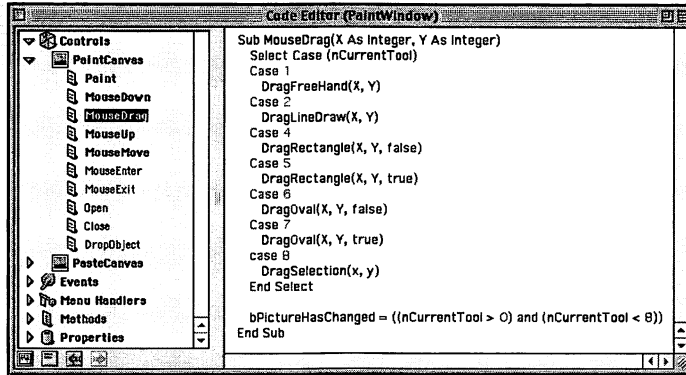 Code Editor (PaintWindow)
Controls
PaintCanvas
Paint
MouseDown
MouseDrag
MouseUp
MouseMove
MouseEnter
MouseExit
Open
Close
DropObject
PasteCanvas
Events
Menu Handlers
Methods
Properties
Sub MouseDrag(X As Integer, Y As Integer)
Select Case (nCurrentTool)
Case 1
DragFreeHand(X, Y)
Case 2
DragLineDraw(X, Y)
Case 4
DragRectangle(X, Y, false)
Case 5
DragRectangle(X, Y, true)
Case 6
DragOval(X, Y, false)
Case 7
DragOval(X, Y, true)
case 8
DragSelection(x, y)
End Select
bPictureHasChanged = ((nCurrentTool > 0) and (nCurrentTool < 8))
End Sub